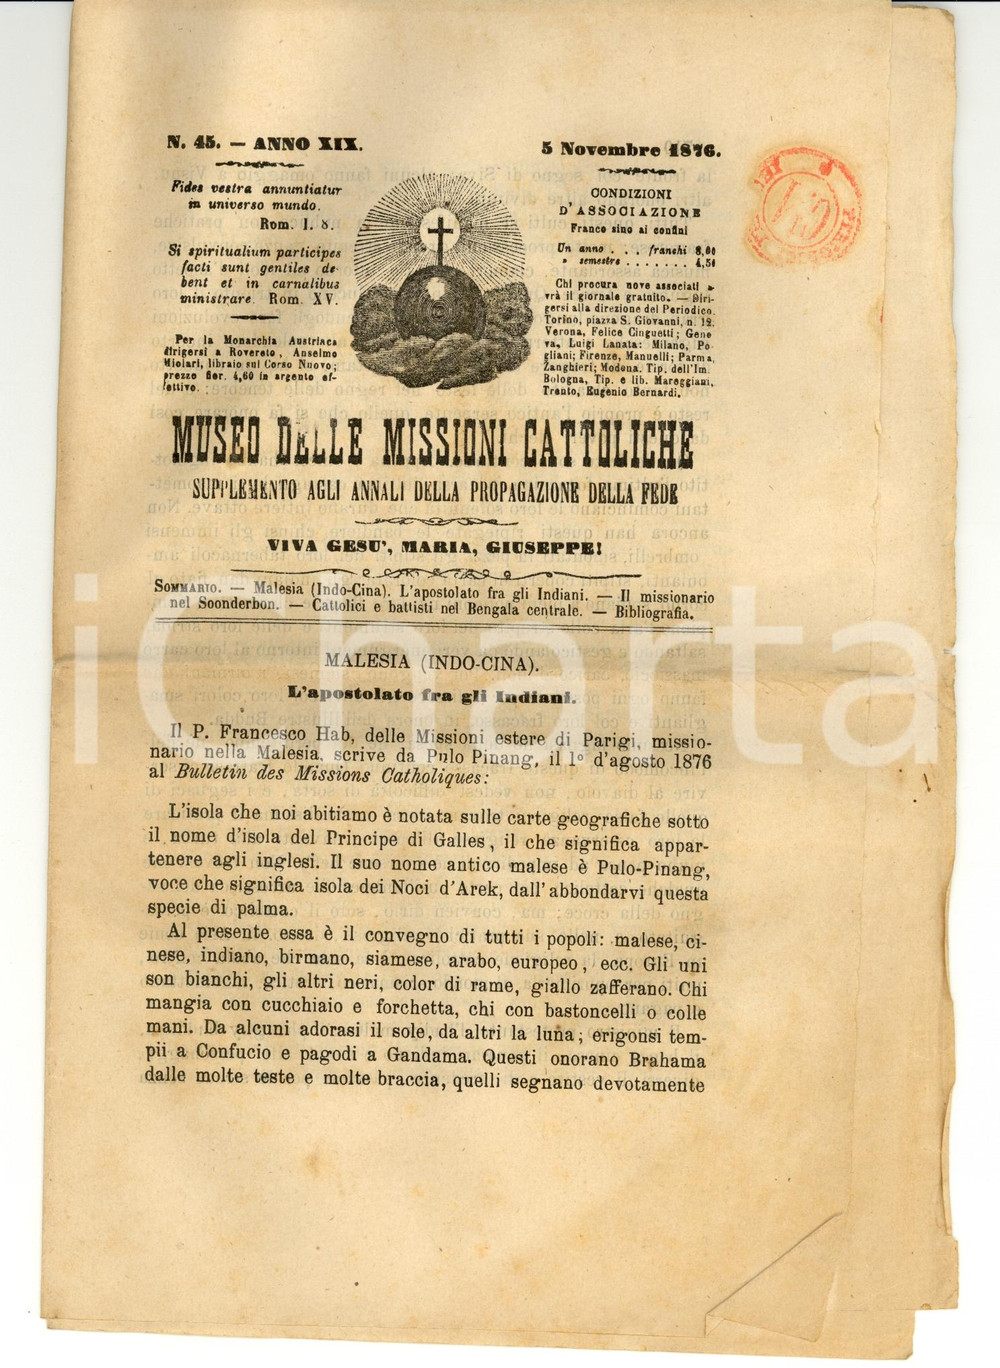 N. 45. — ANNO XIX.
5 Novembre 1876.
Fides vestra annuntiatur
in universo mundo.
Rom. I. 8.
Si spiritualium participes
facti sunt gentiles de-
bent et in carnalibus
ministrare. Rom. XV.
Per la Monarchia Austriaca
dirigersi a Rovereto, Anselmo
Miolari, libraio sul Corso Nuovo;
prezzo fior. 4,60 in argento ef-
fettivo.
CONDIZIONI
D'ASSOCIAZIONE
Franco sino ai confini
Un anno . . franchi 8,00
» semestre . . . . . . . 4,50
Chi procura nove associati a-
vrà il giornale gratuito. — Diri-
gersi alla direzione del Periodico.
Torino, piazza S. Giovanni, n. 12.
Verona, Felice Cinguetti; Geno
va, Luigi Lanata: Milano, Po-
gliani; Firenze, Manuelli; Parma,
Zanghieri; Modena. Tip. dell'Im.
Bologna, Tip. e lib. Mareggiani,
Trento, Eugenio Bernardi.
MUSEO DELLE MISSIONI CATTOLICHE
SUPPLEMENTO AGLI ANNALI DELLA PROPAGAZIONE DELLA FEDE
VIVA GESU', MARIA, GIUSEPPE!
SOMMARIO. — Malesia (Indo-Cina). L'apostolato fra gli Indiani. — Il missionario
nel Soonderbon. — Cattolici e battisti nel Bengala centrale. — Bibliografia.
MALESIA (INDO-CINA).
L'apostolato fra gli Indiani.
Il P. Francesco Hab, delle Missioni estere di Parigi, missio-
nario nella Malesia, scrive da Pulo Pinang, il 1º d'agosto 1876
al Bulletin des Missions Catholiques:
L'isola che noi abitiamo è notata sulle carte geografiche sotto
il nome d'isola del Principe di Galles, il che significa appar-
tenere agli inglesi. Il suo nome antico malese è Pulo-Pinang,
voce che significa isola dei Noci d'Arek, dall'abbondarvi questa
specie di palma.
Al presente essa è il convegno di tutti i popoli: malese, ci-
nese, indiano, birmano, siamese, arabo, europeo, ecc. Gli uni
son bianchi, gli altri neri, color di rame, giallo zafferano. Chi
mangia con cucchiaio e forchetta, chi con bastoncelli o colle
mani. Da alcuni adorasi il sole, da altri la luna; erigonsi tem-
pii a Confucio e pagodi a Gandama. Questi onorano Brahama
dalle molte teste e molte braccia, quelli segnano devotamente
iCharta